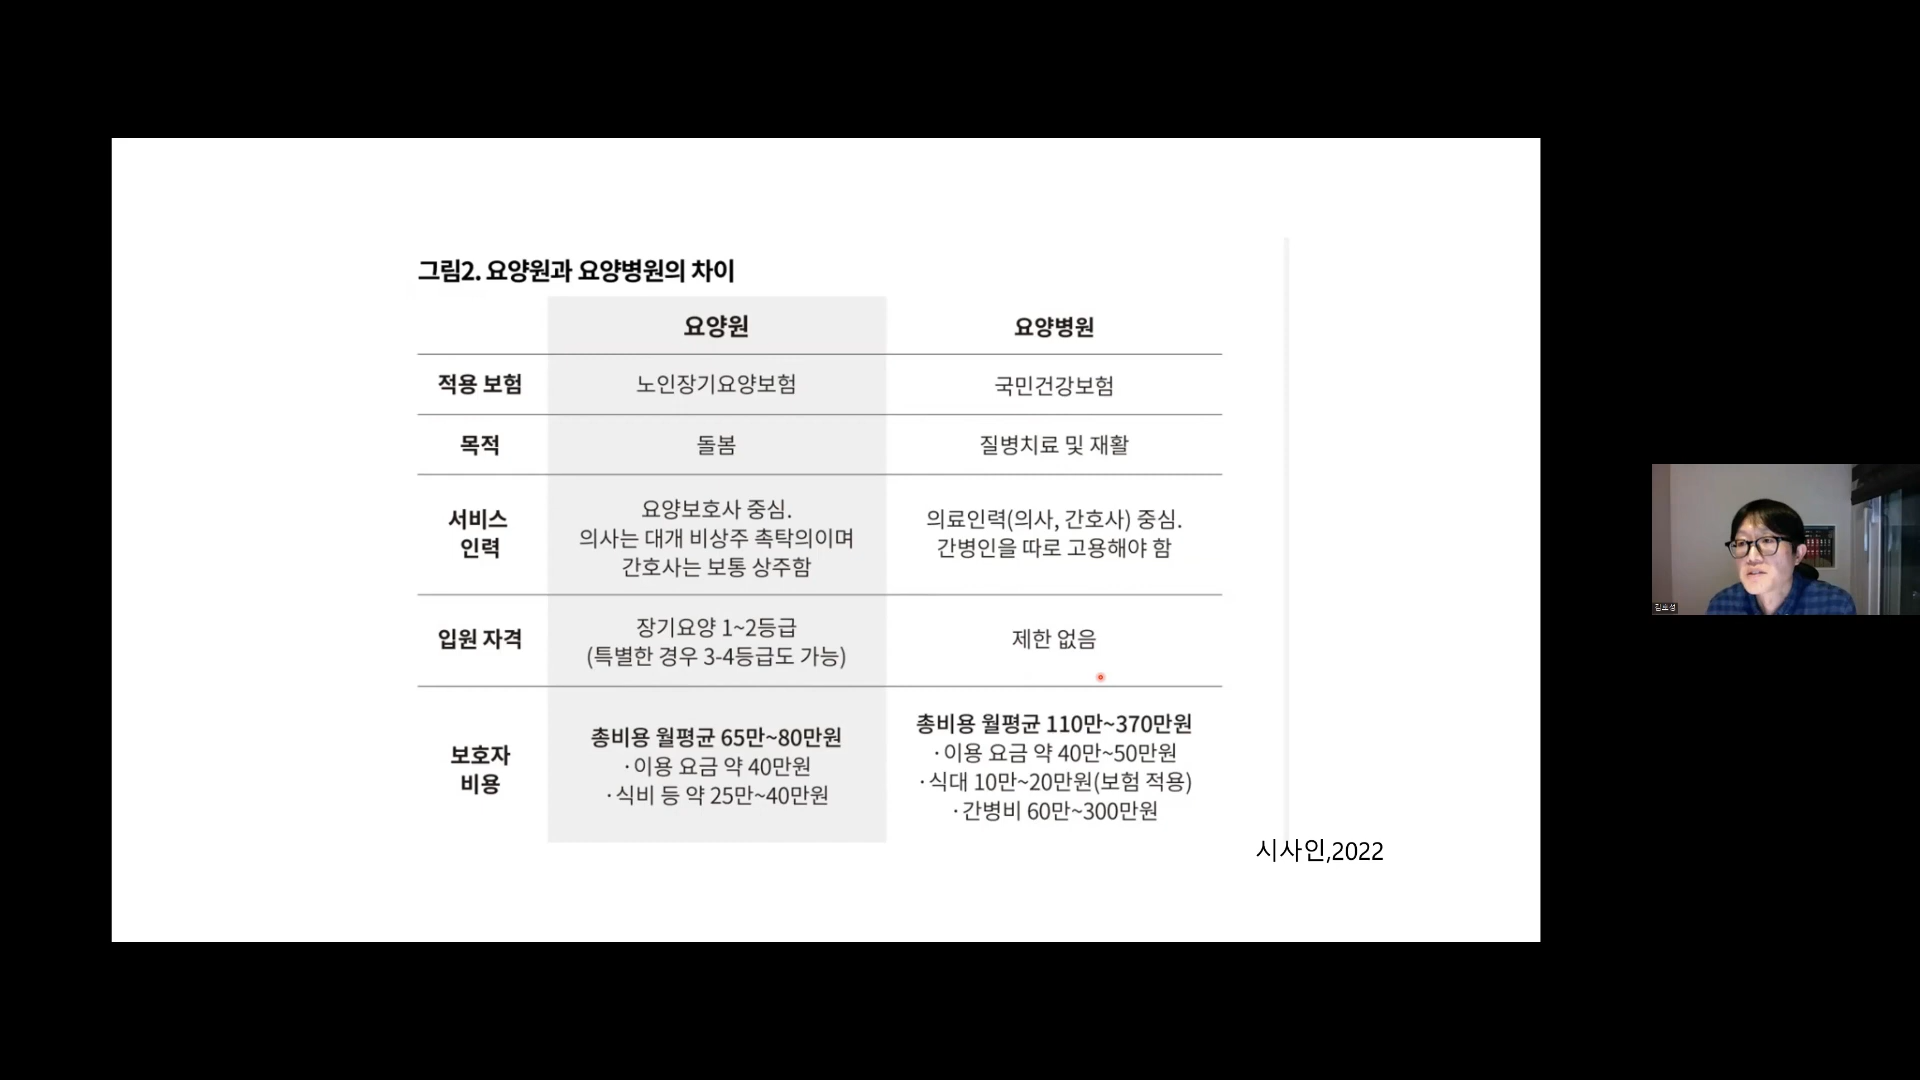 그림2. 요양원과 요양병원의 차이
요양원 요양병원
적용 보험 노인장기요양보험 국민건강보험
목적 돌봄 질병치료 및 재활
서비스 인력
요양보호사 중심.
의사는 대개 비상주 촉탁의이며
간호사는 보통 상주함
의료인력(의사, 간호사) 중심.
간병인을 따로 고용해야 함
입원 자격
장기요양 1~2등급
(특별한 경우 3-4등급도 가능)
제한 없음
보호자
비용
총비용 월평균 65만~80만원
·이용 요금 약 40만원
·식비 등 약 25만~40만원
총비용 월평균 110만~370만원
·이용 요금 약 40만~50만원
·식대 10만~20만원(보험 적용)
·간병비 60만~300만원
시사인,2022